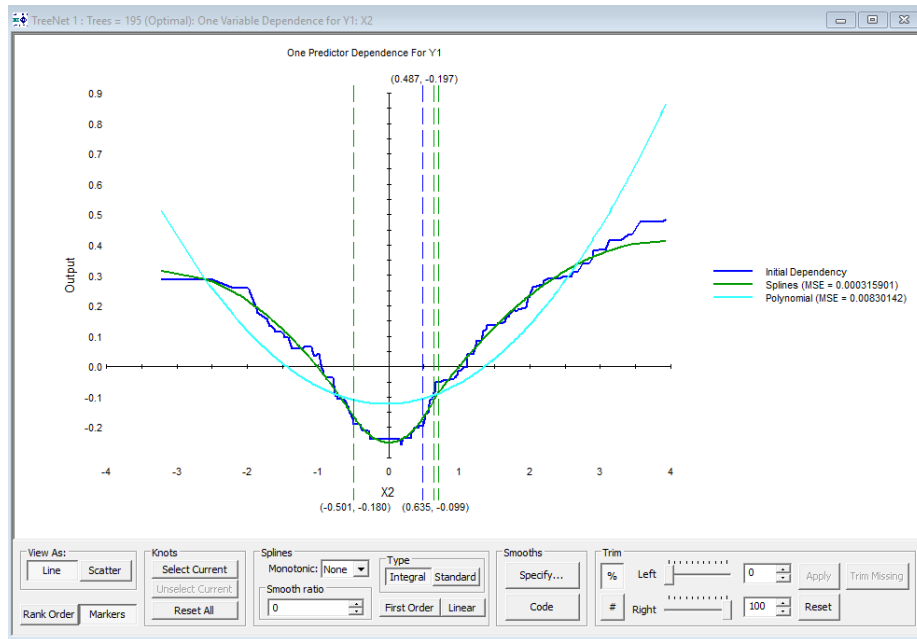 TreeNet 1 : Trees = 195 (Optimal): One Variable Dependence for Y1: X2
One Predictor Dependence For Y1
(0.487, -0.197)
0.9
0.8
0.7
0.6
0.5
0.4
0.3
0.2
0.1
0.0
-0.1
-0.2
Output
Initial Dependency
Splines (MSE = 0.000315901)
Polynomial (MSE = 0.00830142)
-4 -3 -2 -1 0 1 2 3 4
X2
(-0.501, -0.180) (0.635, -0.099)
View As:
Line Scatter
Rank Order Markers
Knots
Select Current
Unselect Current
Reset All
Splines
Monotonic: None
Smooth ratio
0
Type
Integral Standard
First Order Linear
Smooths
Specify...
Code
Trim
% Left 0 Apply Trim Missing
# Right 100 Reset